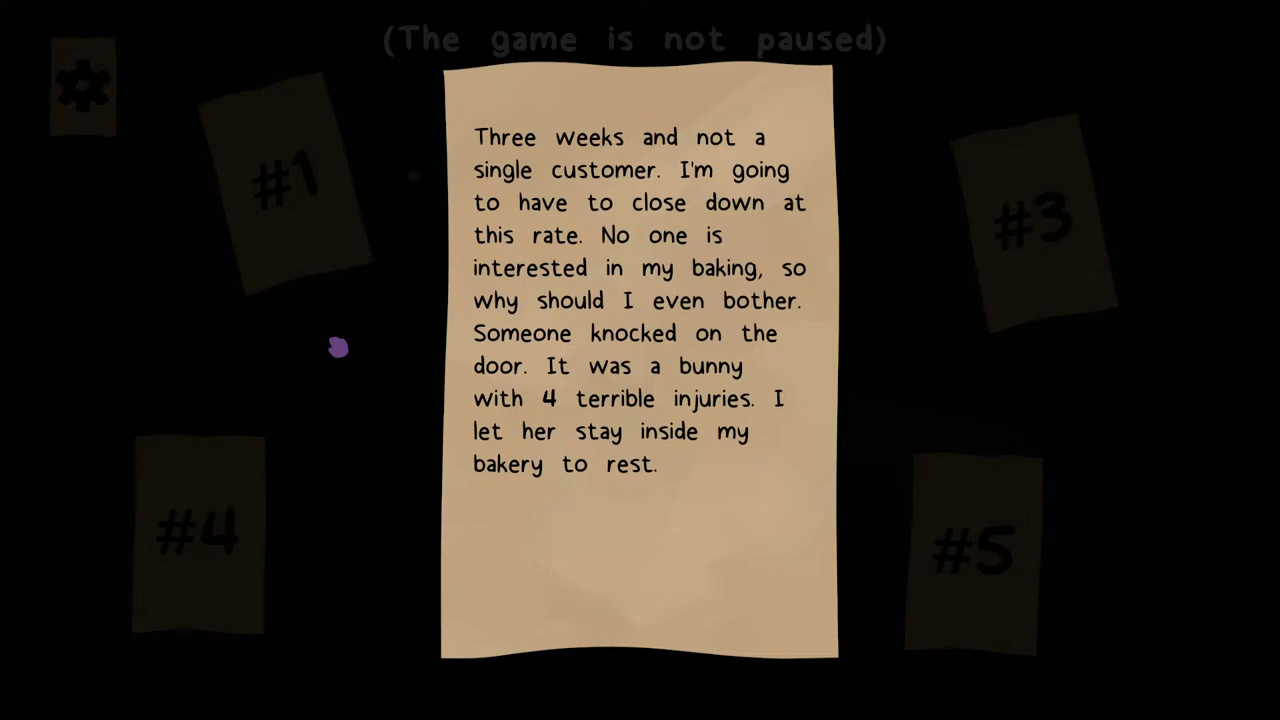 (The game is not paused)
#1
Three weeks and not a
single customer. I'm going
to have to close down at
this rate. No one is
interested in my baking, so
why should I even bother.
Someone knocked on the
door. It was a bunny
with 4 terrible injuries. I
let her stay inside my
bakery to rest.
#3
#4
#5